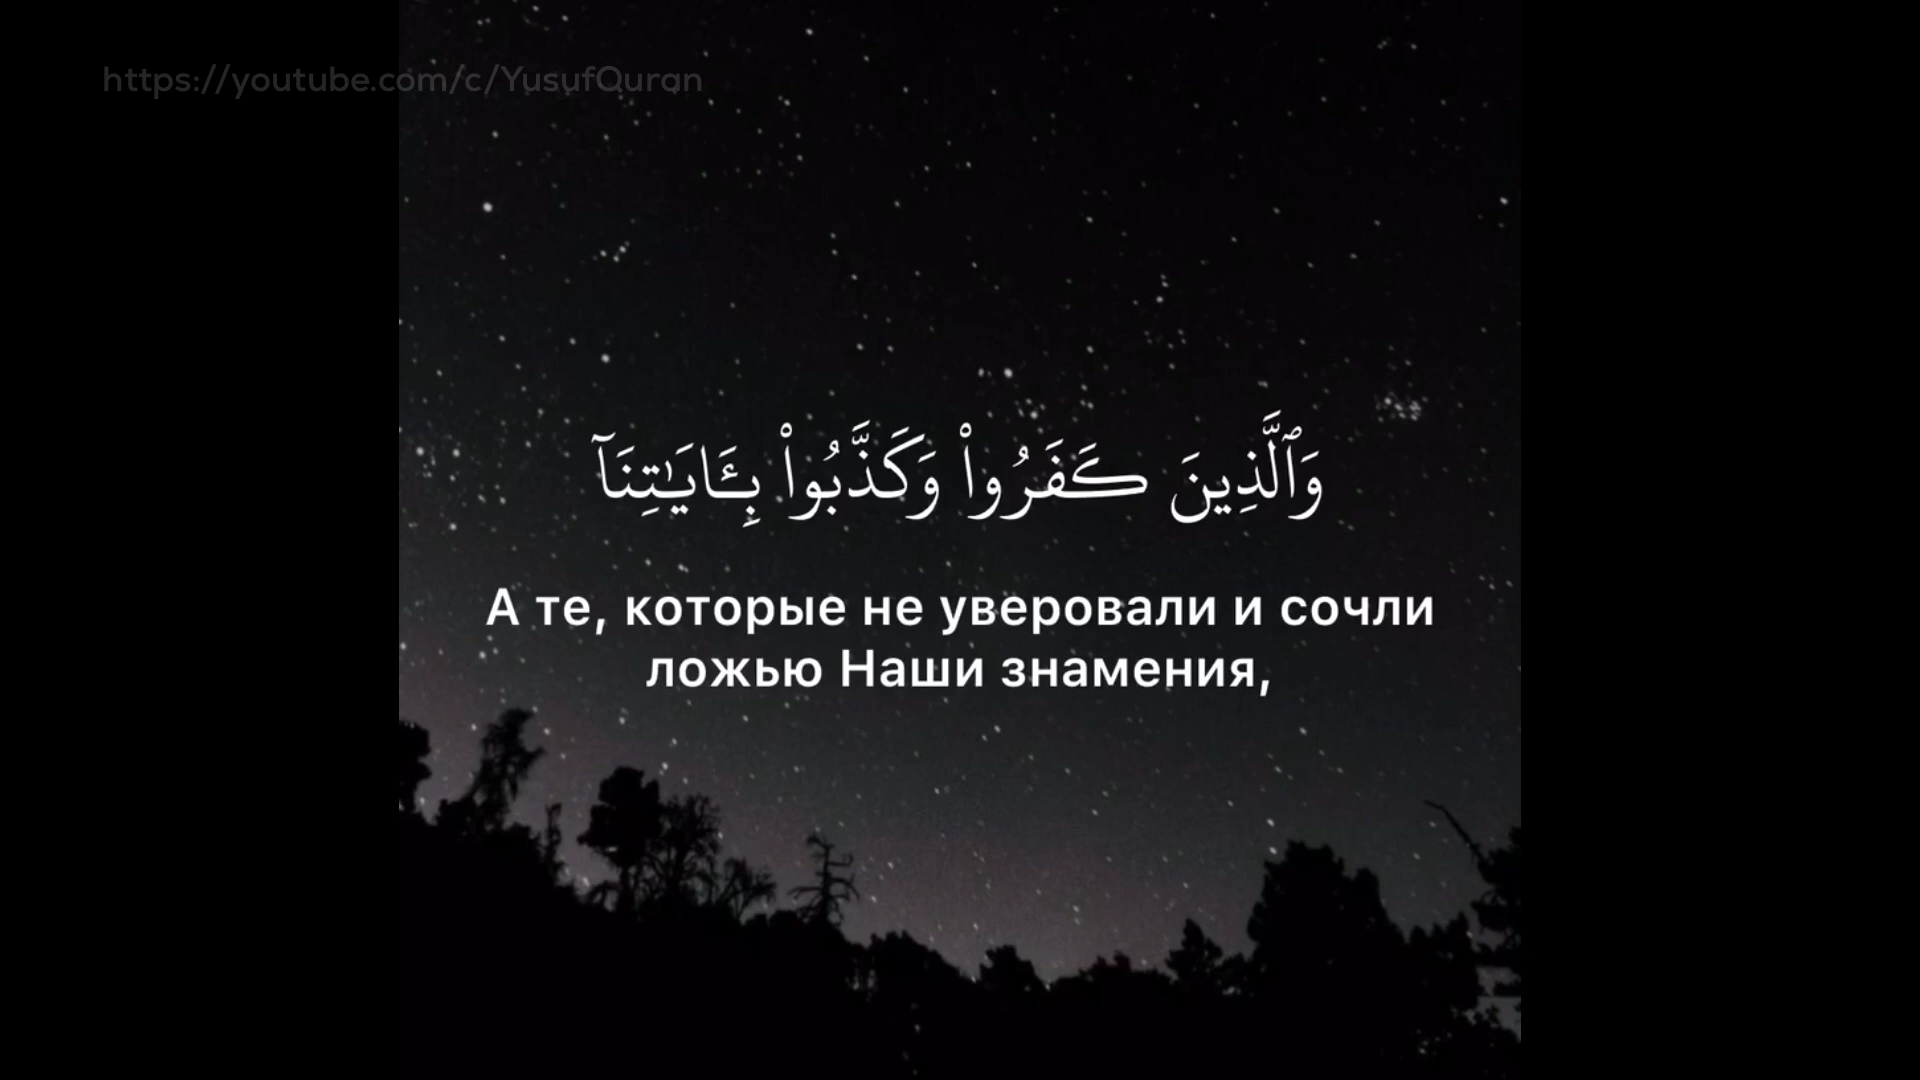 https://youtube.com/c/YusufQuran
وَٱلَّذِينَ كَفَرُوا۟ وَكَذَّبُوا۟ بِـَٔايَـٰتِنَآ
А те, которые не уверовали и сочли
ложью Наши знамения,